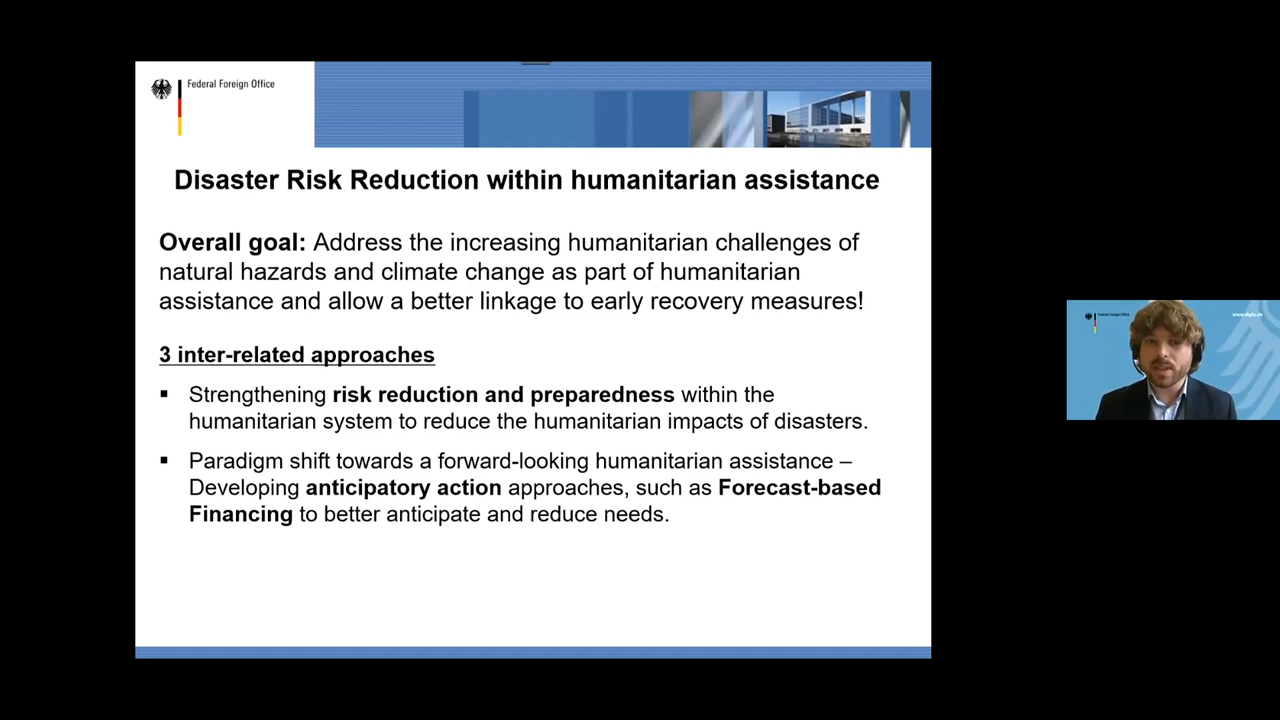 Federal Foreign Office
Disaster Risk Reduction within humanitarian assistance
Overall goal: Address the increasing humanitarian challenges of
natural hazards and climate change as part of humanitarian
assistance and allow a better linkage to early recovery measures!
3 inter-related approaches
▪ Strengthening risk reduction and preparedness within the
humanitarian system to reduce the humanitarian impacts of disasters.
▪ Paradigm shift towards a forward-looking humanitarian assistance –
Developing anticipatory action approaches, such as Forecast-based
Financing to better anticipate and reduce needs.
Federal Foreign Office